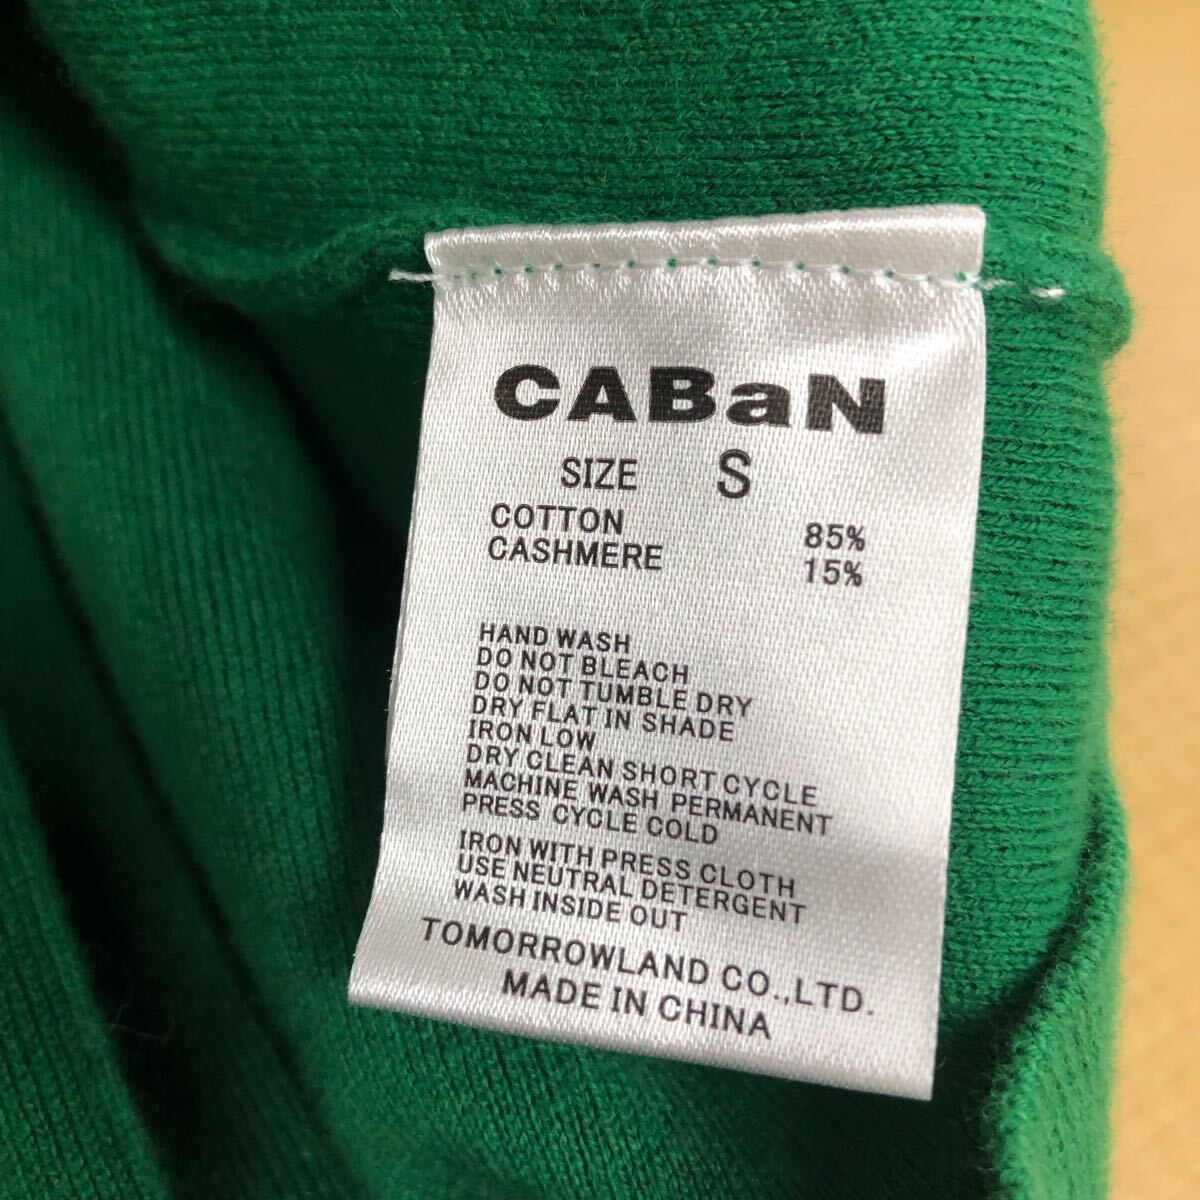 CABaN
SIZE S
COTTON 85%
CASHMERE 15%
HAND WASH
DO NOT BLEACH
DO NOT TUMBLE DRY
DRY FLAT IN SHADE
IRON LOW
DRY CLEAN SHORT CYCLE
MACHINE WASH PERMANENT
PRESS CYCLE COLD
IRON WITH PRESS CLOTH
USE NEUTRAL DETERGENT
WASH INSIDE OUT
TOMORROWLAND CO.,LTD.
MADE IN CHINA